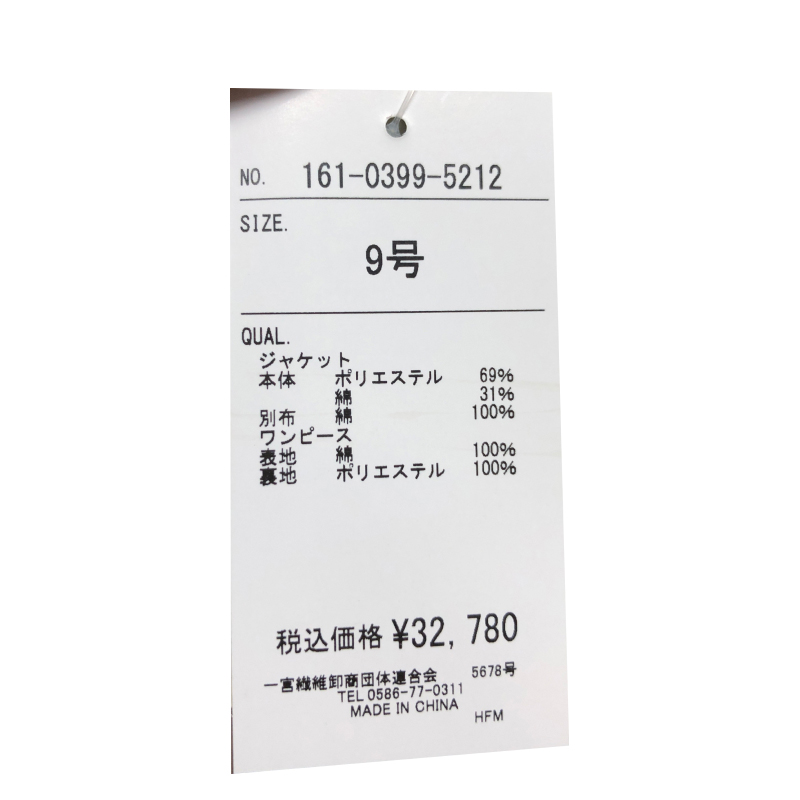 NO. 161-0399-5212
SIZE.
9号
QUAL.
ジャケット
本体 ポリエステル 69%
綿 31%
別布 綿 100%
ワンピース
表地 綿 100%
裏地 ポリエステル 100%
税込価格 ¥32,780
一宮繊維卸商団体連合会 5678号
TEL 0586-77-0311
MADE IN CHINA
HFM